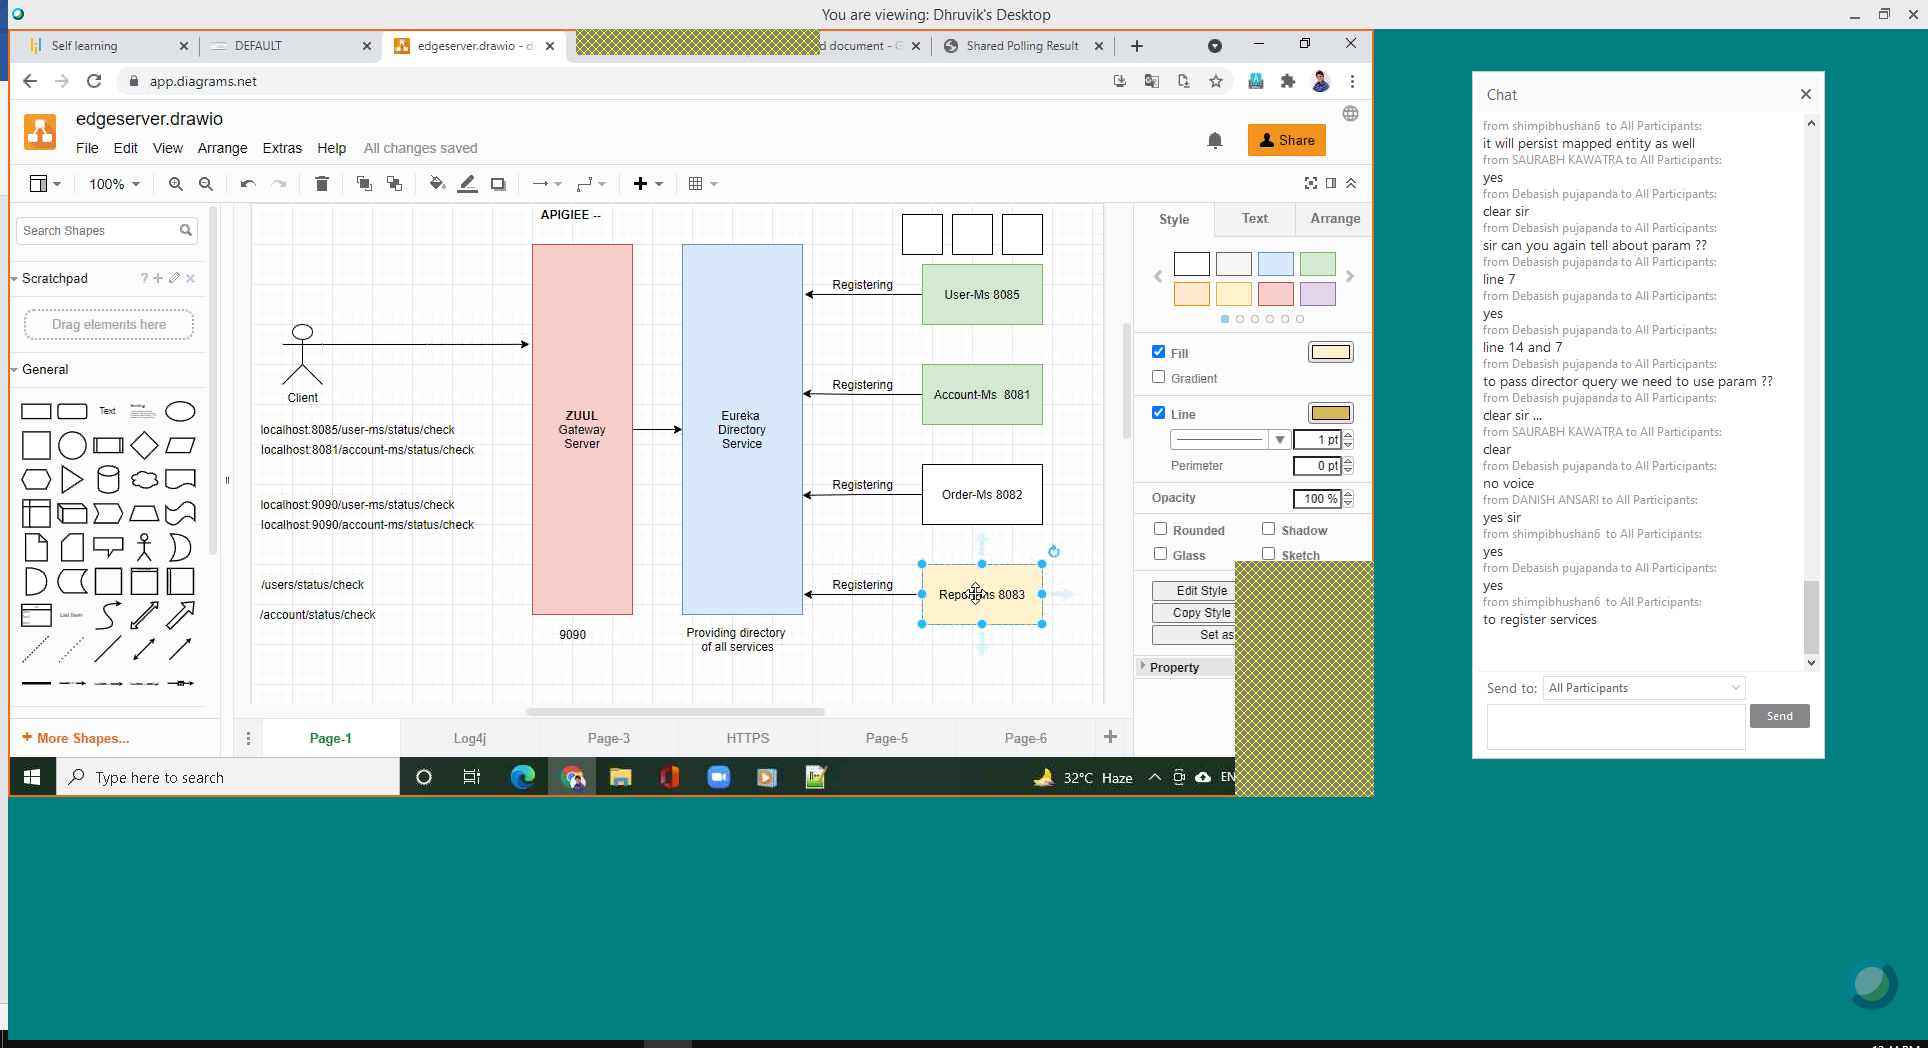 You are viewing: Dhruvik's Desktop
Self learning
DEFAULT
edgeserver.drawio - di
d document - G
Shared Polling Result
app.diagrams.net
edgeserver.drawio
File Edit View Arrange Extras Help All changes saved
Share
100%
Search Shapes
Scratchpad
Drag elements here
General
Text
Heading
List Item
+ More Shapes...
APIGIEE --
Client
localhost:8085/user-ms/status/check
localhost:8081/account-ms/status/check
localhost:9090/user-ms/status/check
localhost:9090/account-ms/status/check
/users/status/check
/account/status/check
ZUUL
Gateway
Server
9090
Eureka
Directory
Service
Providing directory
of all services
Registering
User-Ms 8085
Registering
Account-Ms 8081
Registering
Order-Ms 8082
Registering
8083
Page-1
Log4j
Page-3
HTTPS
Page-5
Page-6
Style
Text
Arrange
Fill
Gradient
Line
1 pt
Perimeter
0 pt
Opacity
100 %
Rounded
Shadow
Glass
Sketch
Edit Style
Copy Style
Set as
Property
Type here to search
32°C Haze
EN
Chat
from shimpibhushan6 to All Participants:
it will persist mapped entity as well
from SAURABH KAWATRA to All Participants:
yes
from Debasish pujapanda to All Participants:
clear sir
from Debasish pujapanda to All Participants:
sir can you again tell about param ??
from Debasish pujapanda to All Participants:
line 7
from Debasish pujapanda to All Participants:
yes
from Debasish pujapanda to All Participants:
line 14 and 7
from Debasish pujapanda to All Participants:
to pass director query we need to use param ??
from Debasish pujapanda to All Participants:
clear sir ...
from SAURABH KAWATRA to All Participants:
clear
from Debasish pujapanda to All Participants:
no voice
from DANISH ANSARI to All Participants:
yes sir
from shimpibhushan6 to All Participants:
yes
from Debasish pujapanda to All Participants:
yes
from shimpibhushan6 to All Participants:
to register services
Send to: All Participants
Send